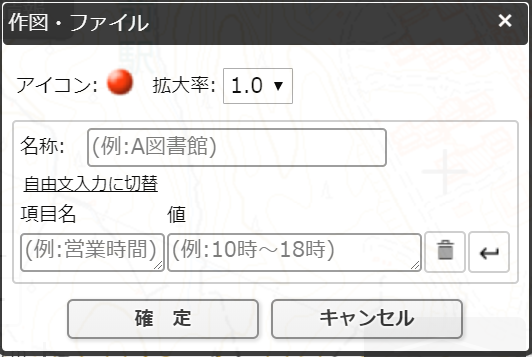 作図・ファイル ×
アイコン: 拡大率: 1.0 ▼
名称: (例:A図書館)
自由文入力に切替
項目名 値
(例:営業時間) (例:10時～18時)
確 定 キャンセル